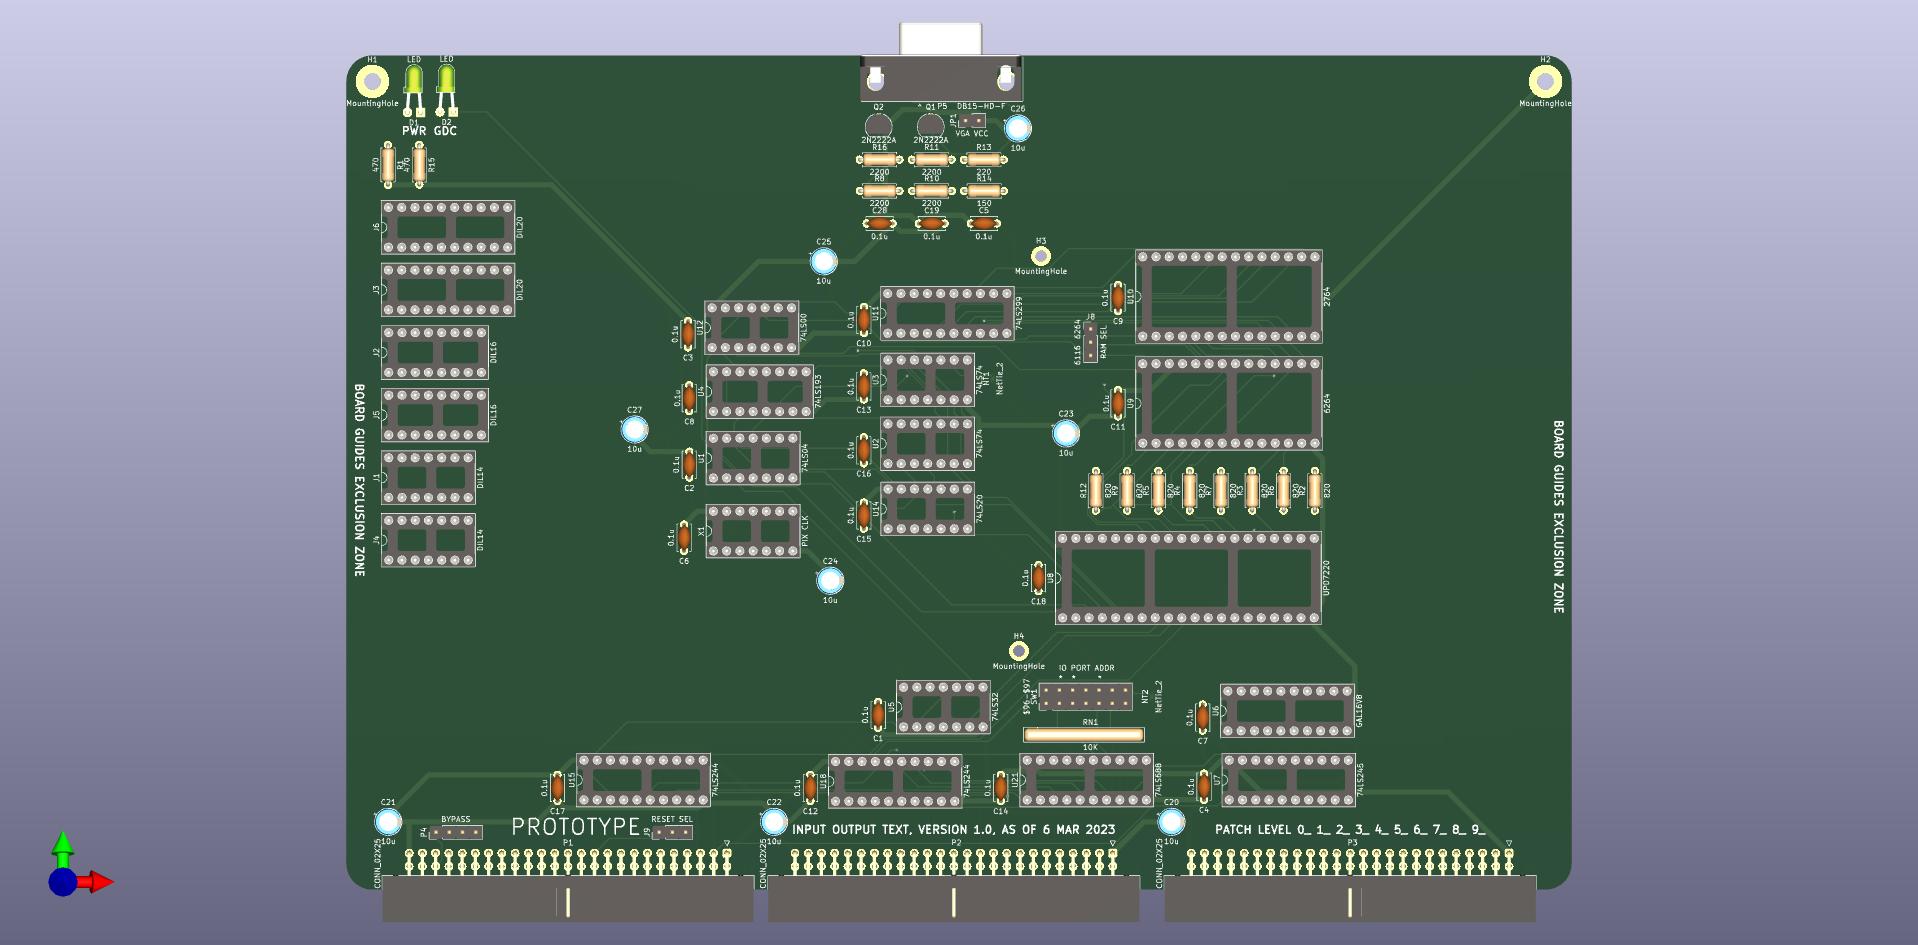 H1
LED
LED
MountingHole
D1
D2
PWR GDC
470
R1
470
R15
J6
DIL20
J3
DIL20
J2
DIL16
J5
DIL16
J1
DIL14
J4
DIL14
BOARD GUIDES EXCLUSION ZONE
Q2
Q1
P5
DB15-HD-F
C26
10u
2N2222A
2N2222A
JP1
VGA VCC
R16
R11
R13
2200
2200
220
R8
R10
R14
2200
2200
150
C28
C19
C5
0.1u
0.1u
0.1u
H2
MountingHole
C25
10u
H3
MountingHole
0.1u
C3
U12
74LS00
0.1u
C10
U11
74LS299
0.1u
C9
U10
2764
J8
6116 6264
RAM SEL
0.1u
C8
U4
74LS193
0.1u
C13
U3
74LS74
NT1
NetTie_2
0.1u
C11
U9
6264
C27
10u
C23
10u
0.1u
C2
U1
74LS04
0.1u
C16
U2
74LS74
0.1u
C6
X1
PIX CLK
0.1u
C15
U14
74LS20
R12
820
R9
820
R5
820
R4
820
R7
820
R3
820
R6
820
R2
820
C24
10u
0.1u
C18
U8
UPD7220
BOARD GUIDES EXCLUSION ZONE
H4
MountingHole
IO PORT ADDR
$96-$97
SW1
NT2
NetTie_2
0.1u
C1
U5
74LS32
RN1
10K
0.1u
C7
U6
GAL16V8
0.1u
C17
U15
74LS244
0.1u
C12
U18
74LS244
0.1u
C14
U21
74LS688
0.1u
C4
U7
74LS245
C21
10u
P4
BYPASS
PROTOTYPE
J9
RESET SEL
C22
10u
INPUT OUTPUT TEXT, VERSION 1.0, AS OF 6 MAR 2023
C20
10u
PATCH LEVEL 0_ 1_ 2_ 3_ 4_ 5_ 6_ 7_ 8_ 9_
CONN_02X25
P1
CONN_02X25
P2
CONN_02X25
P3